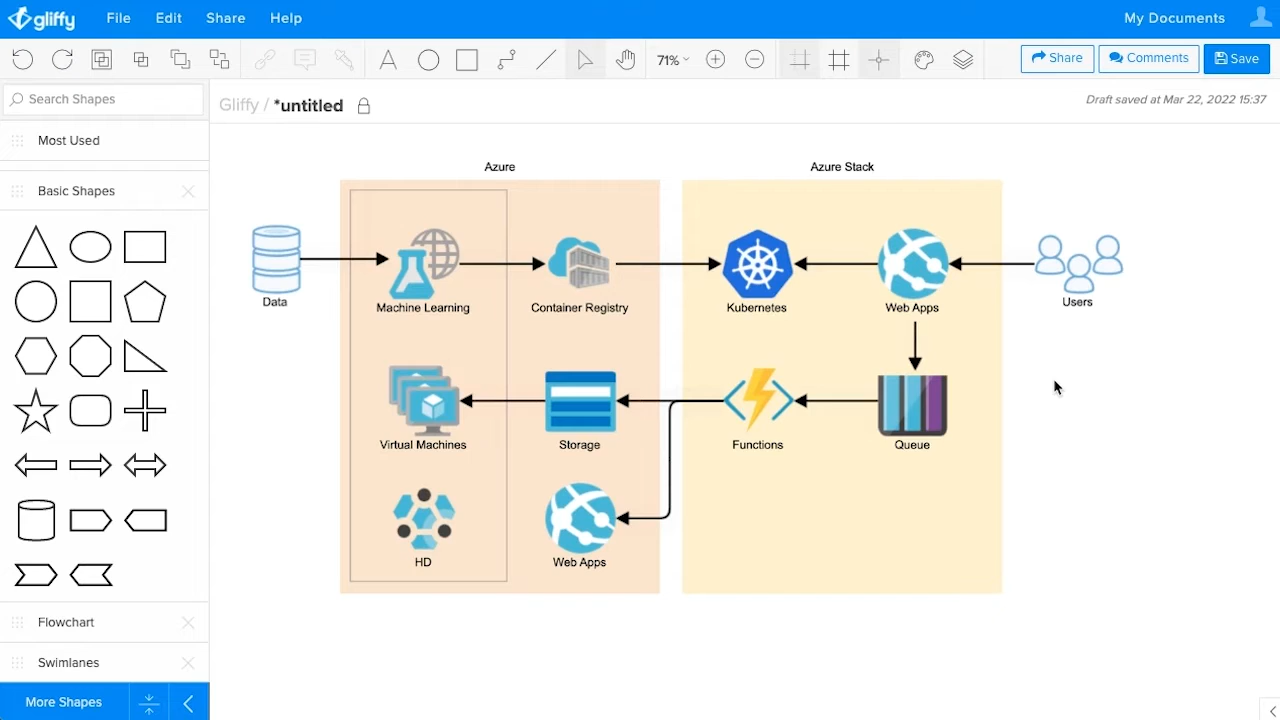 gliffy File Edit Share Help My Documents
71% Share Comments Save
Search Shapes
Gliffy / *untitled
Draft saved at Mar 22, 2022 15:37
Most Used
Basic Shapes
Flowchart
Swimlanes
More Shapes
Azure Azure Stack
Data Machine Learning Container Registry Kubernetes Web Apps Users
Virtual Machines Storage Functions Queue
HD Web Apps